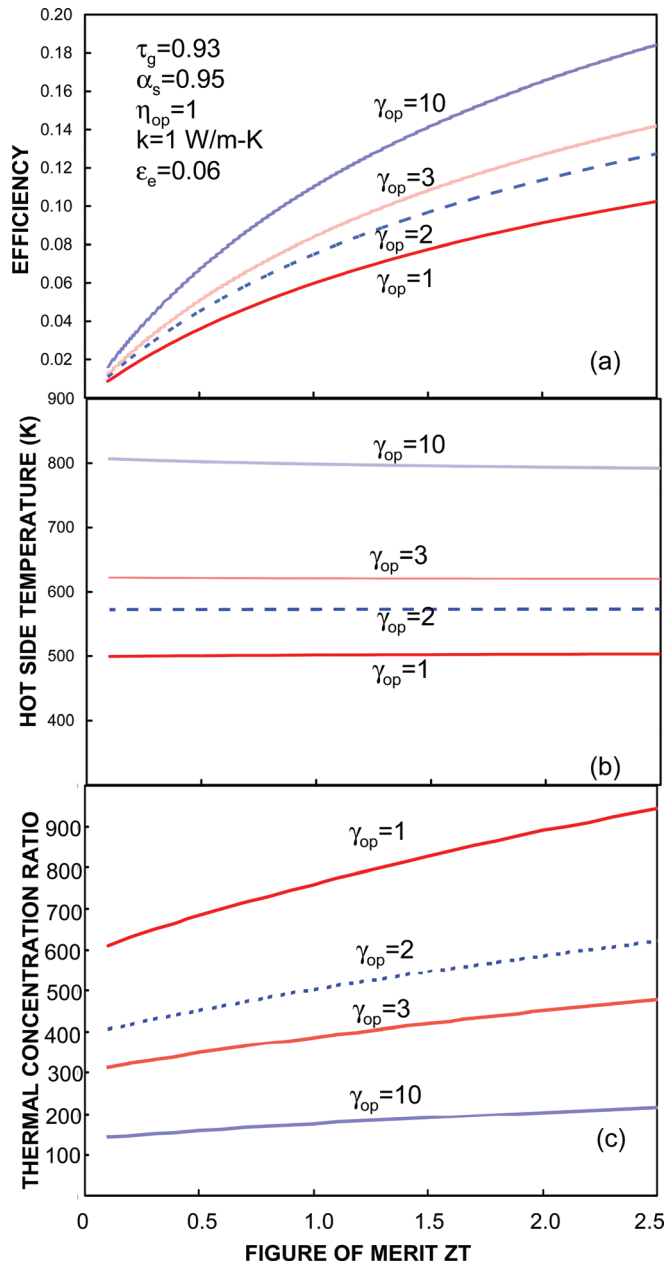 0.20
0.18
0.16
0.14
0.12
0.10
0.08
0.06
0.04
0.02
EFFICIENCY
τg=0.93
αs=0.95
ηop=1
k=1 W/m-K
εe=0.06
γop=10
γop=3
γop=2
γop=1
(a)
900
800
700
600
500
400
HOT SIDE TEMPERATURE (K)
γop=10
γop=3
γop=2
γop=1
(b)
900
800
700
600
500
400
300
200
100
THERMAL CONCENTRATION RATIO
γop=1
γop=2
γop=3
γop=10
(c)
0 0.5 1.0 1.5 2.0 2.5
FIGURE OF MERIT ZT